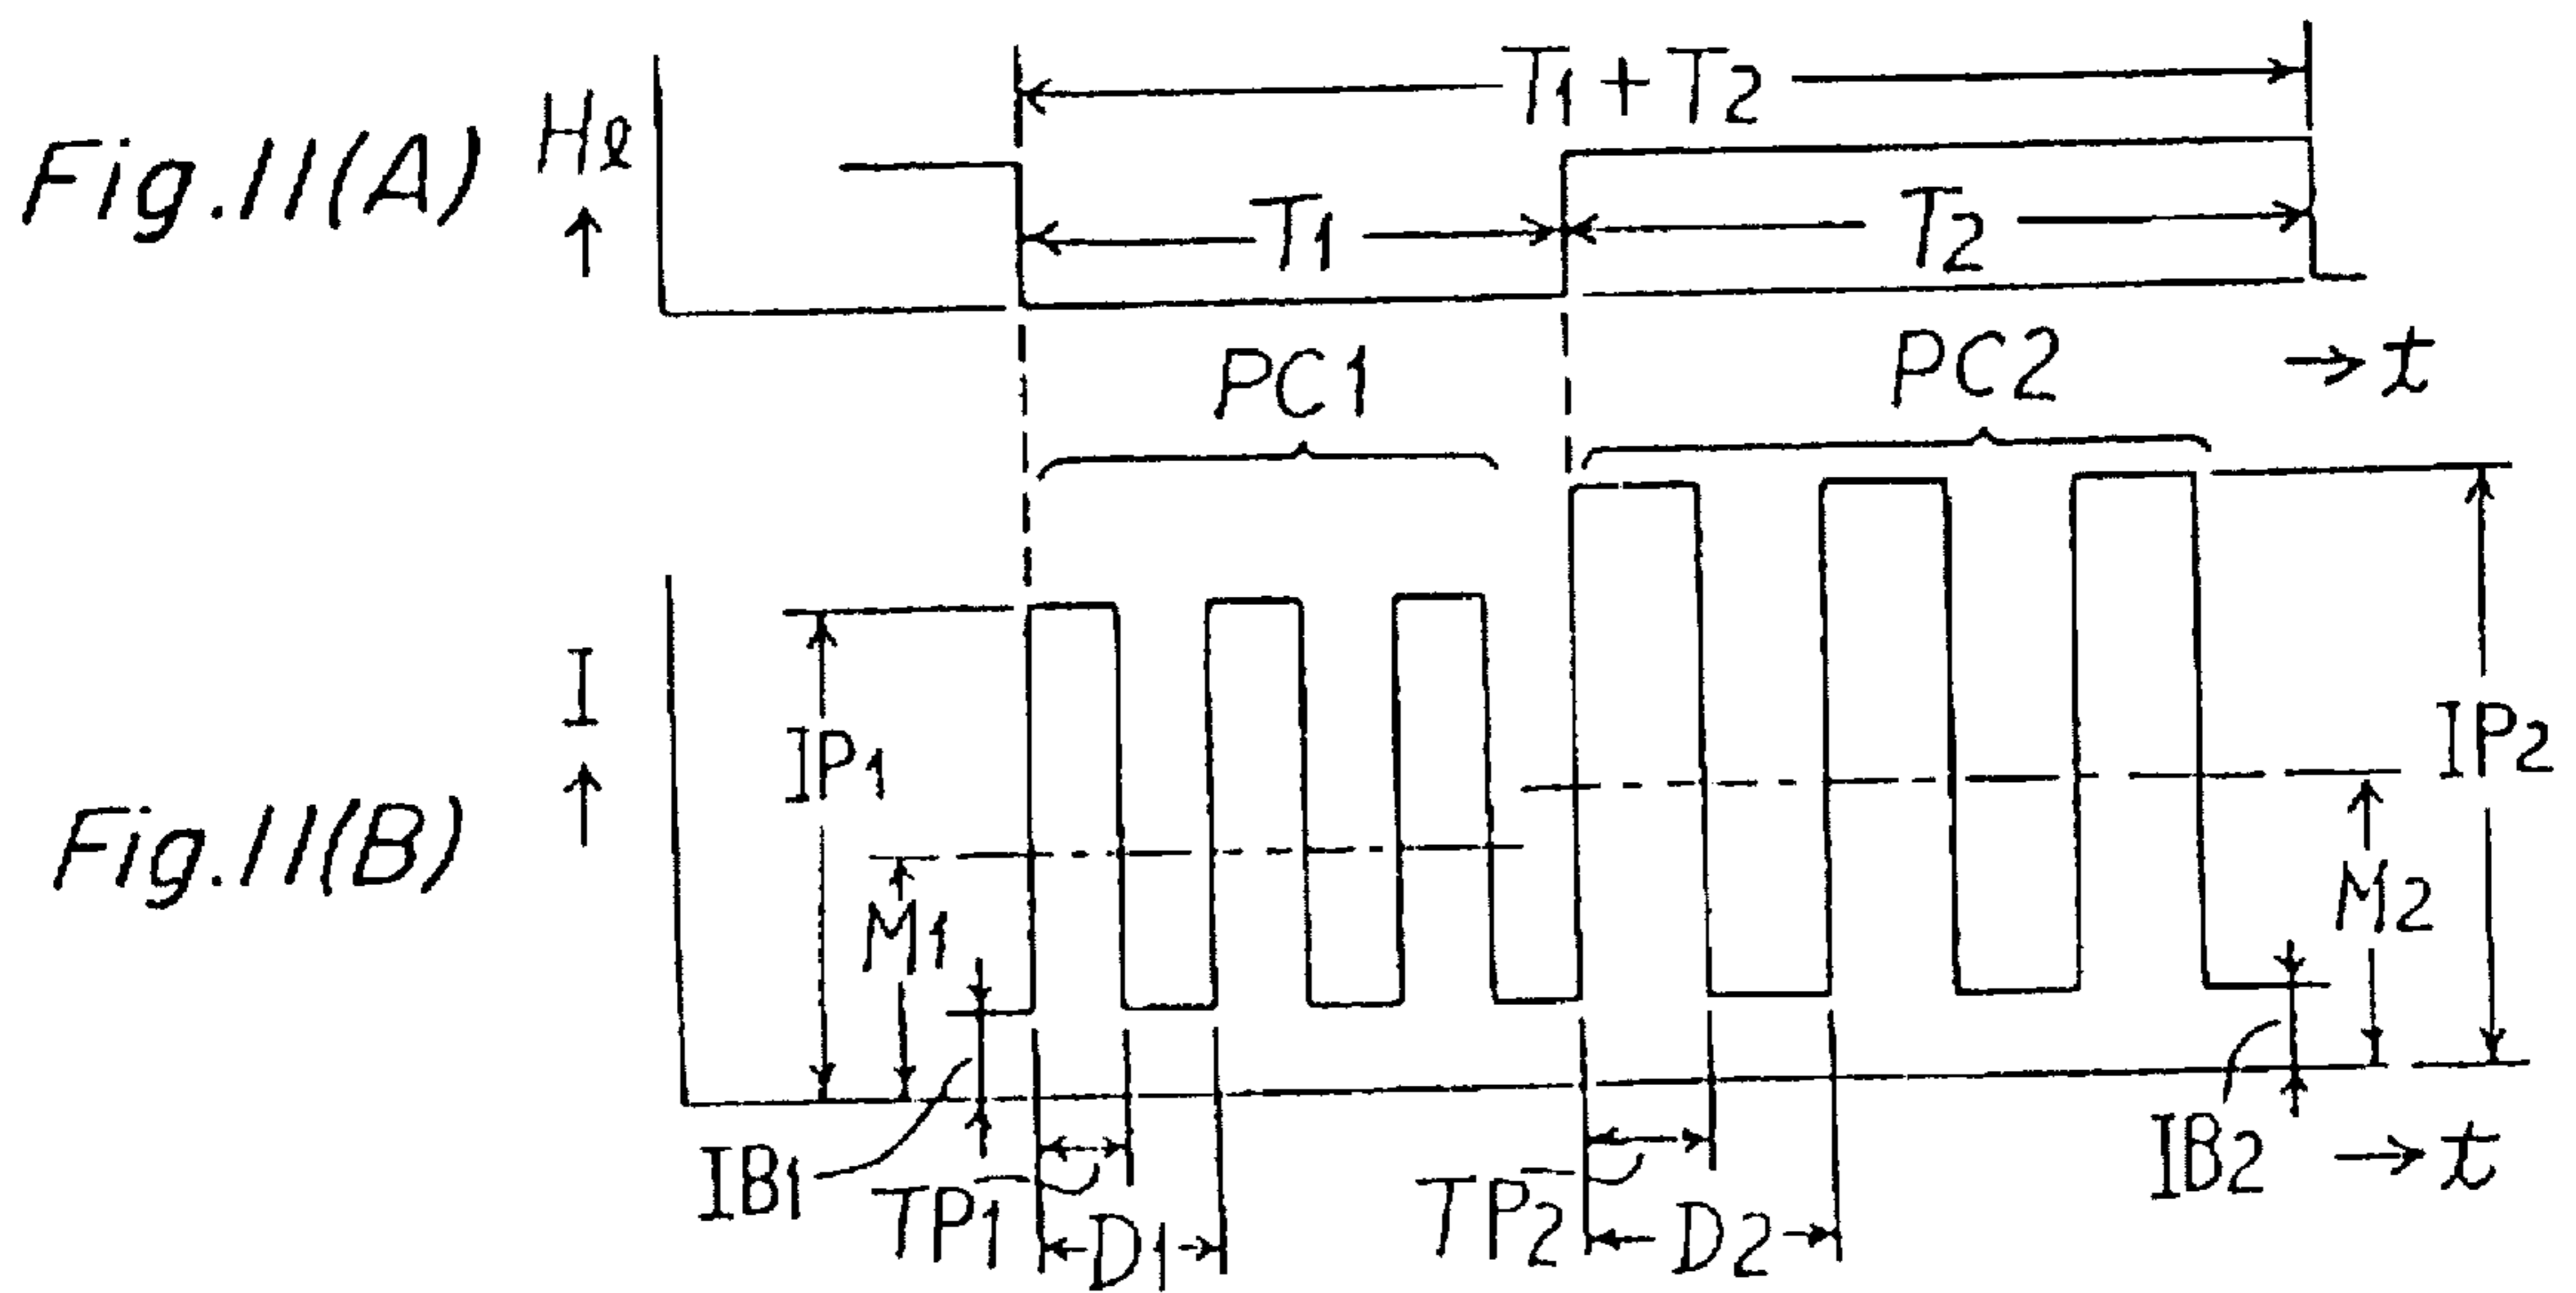 Fig.11(A)
Hℓ
T1+T2
T1
T2
t
PC1
PC2
Fig.11(B)
I
IP1
M1
IB1
TP1
D1
TP2
D2
IP2
M2
IB2
t